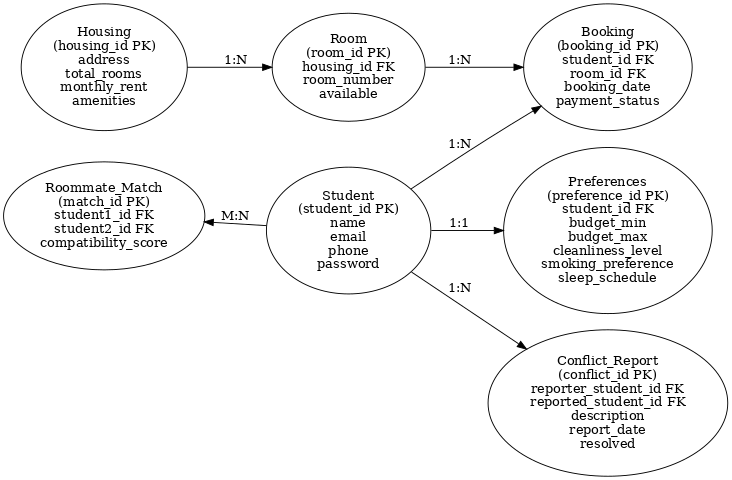 Housing
(housing_id PK)
address
total_rooms
monthly_rent
amenities
1:N
Room
(room_id PK)
housing_id FK
room_number
available
1:N
Booking
(booking_id PK)
student_id FK
room_id FK
booking_date
payment_status
1:N
Roommate_Match
(match_id PK)
student1_id FK
student2_id FK
compatibility_score
M:N
Student
(student_id PK)
name
email
phone
password
1:1
Preferences
(preference_id PK)
student_id FK
budget_min
budget_max
cleanliness_level
smoking_preference
sleep_schedule
1:N
Conflict_Report
(conflict_id PK)
reporter_student_id FK
reported_student_id FK
description
report_date
resolved